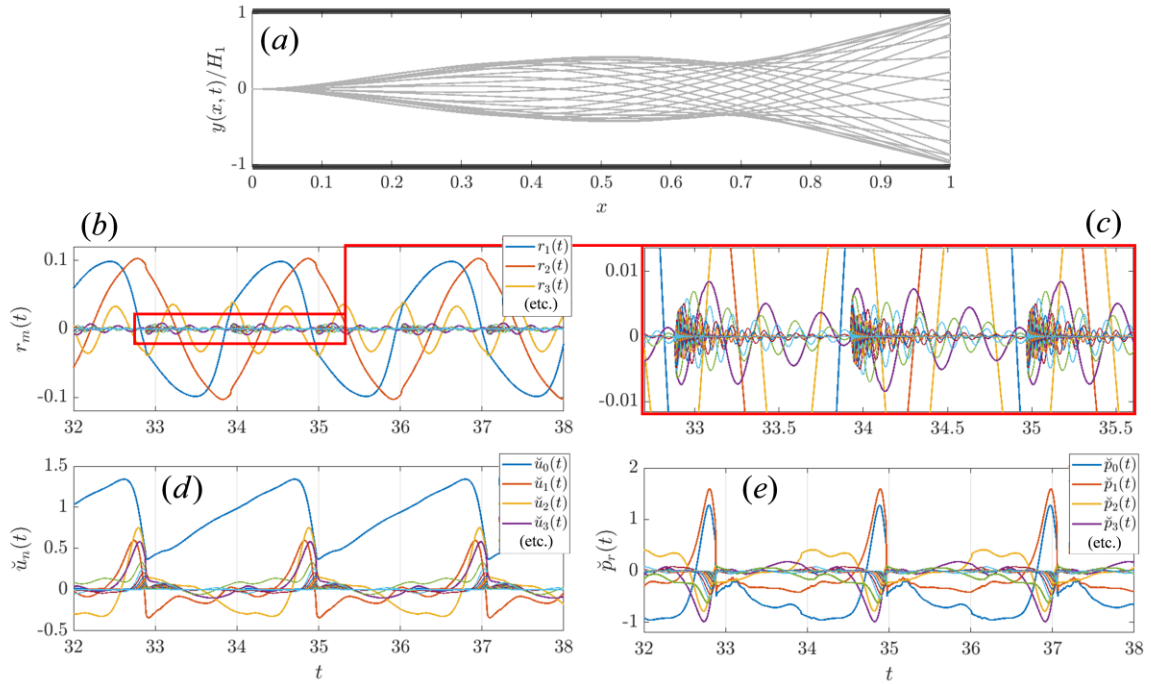 (a)
y(x, t)/H₁
1
0
-1
0 0.1 0.2 0.3 0.4 0.5 0.6 0.7 0.8 0.9 1
x
(b)
r₁(t)
r₂(t)
r₃(t)
(etc.)
rₘ(t)
0.1
0
-0.1
32 33 34 35 36 37 38
(c)
0.01
0
-0.01
33 33.5 34 34.5 35 35.5
(d)
ŭ₀(t)
ŭ₁(t)
ŭ₂(t)
ŭ₃(t)
(etc.)
ŭₙ(t)
1.5
1
0.5
0
-0.5
32 33 34 35 36 37 38
t
(e)
p̆₀(t)
p̆₁(t)
p̆₂(t)
p̆₃(t)
(etc.)
p̆ᵣ(t)
2
1
0
-1
32 33 34 35 36 37 38
t